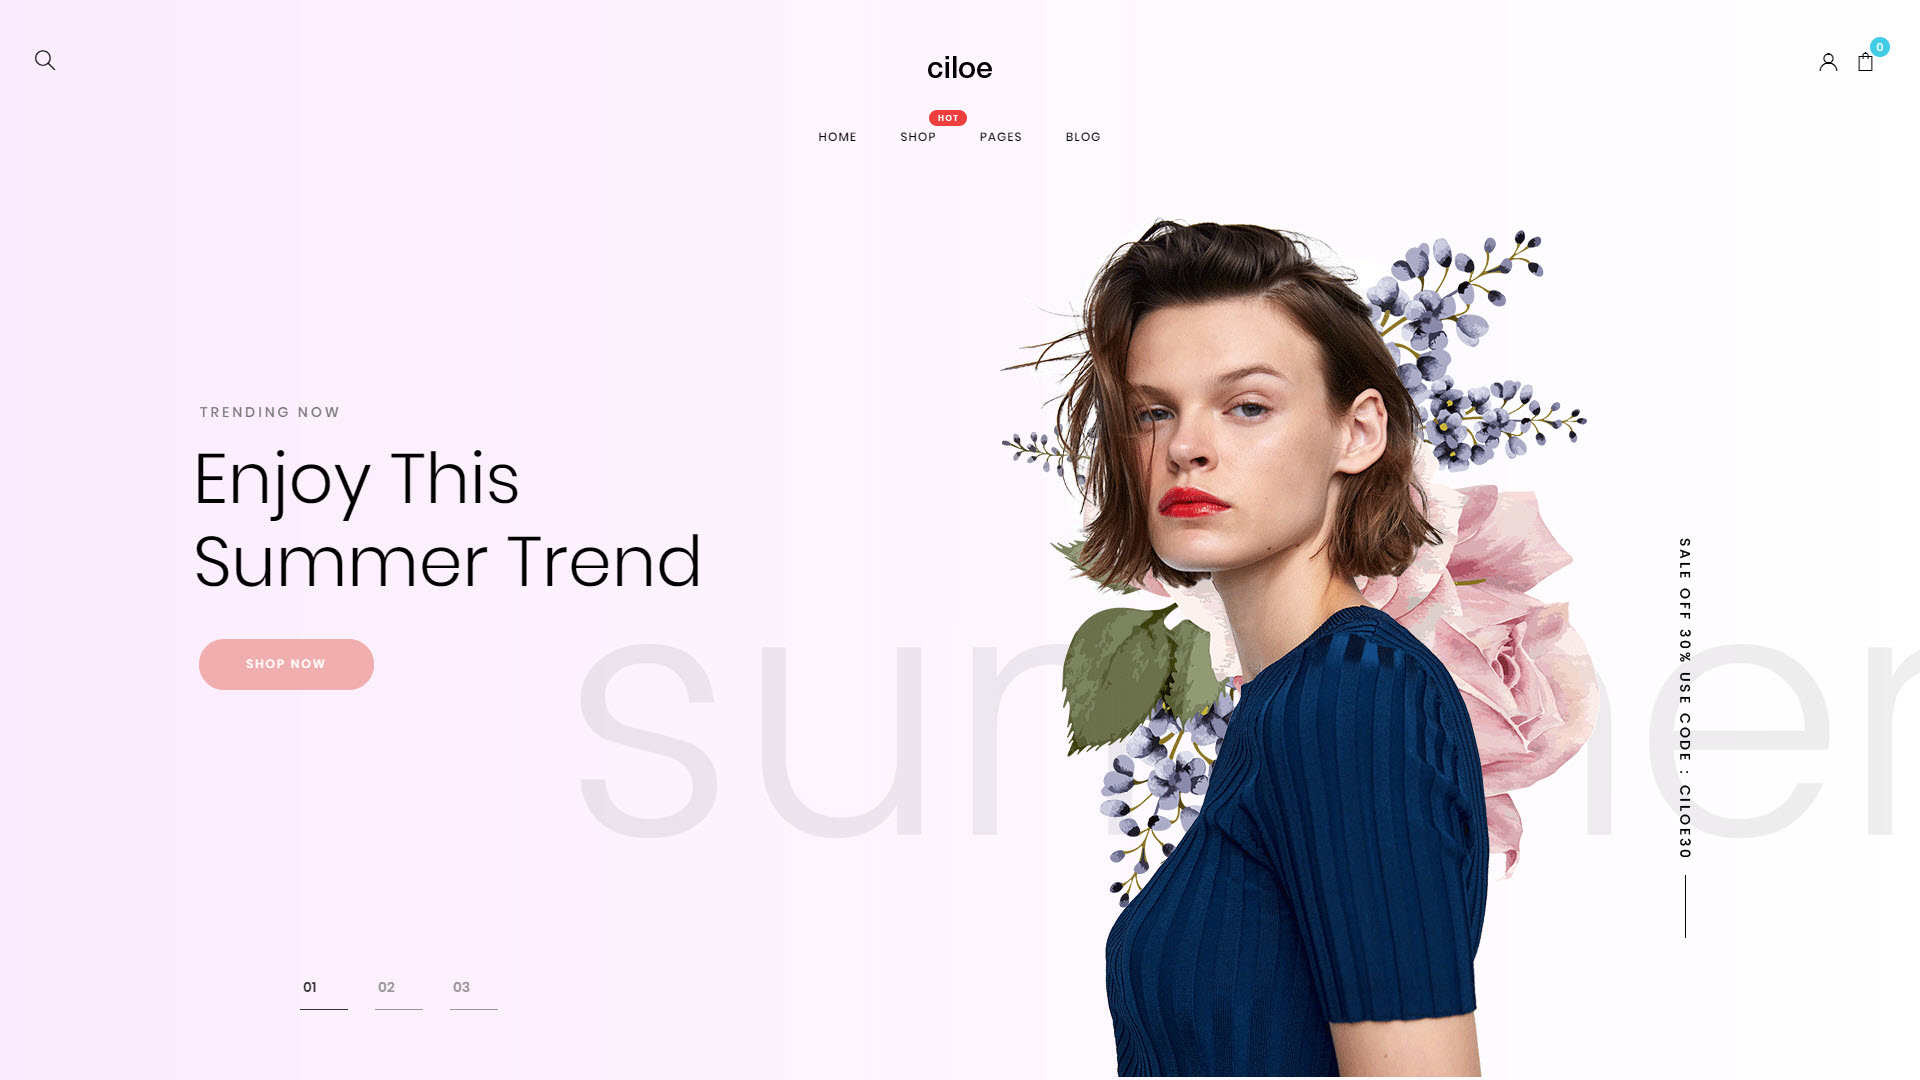 ciloe
0
HOT
HOME SHOP PAGES BLOG
TRENDING NOW
Enjoy This
Summer Trend
SHOP NOW
summer
SALE OFF 30% USE CODE : CILOE30
01 02 03